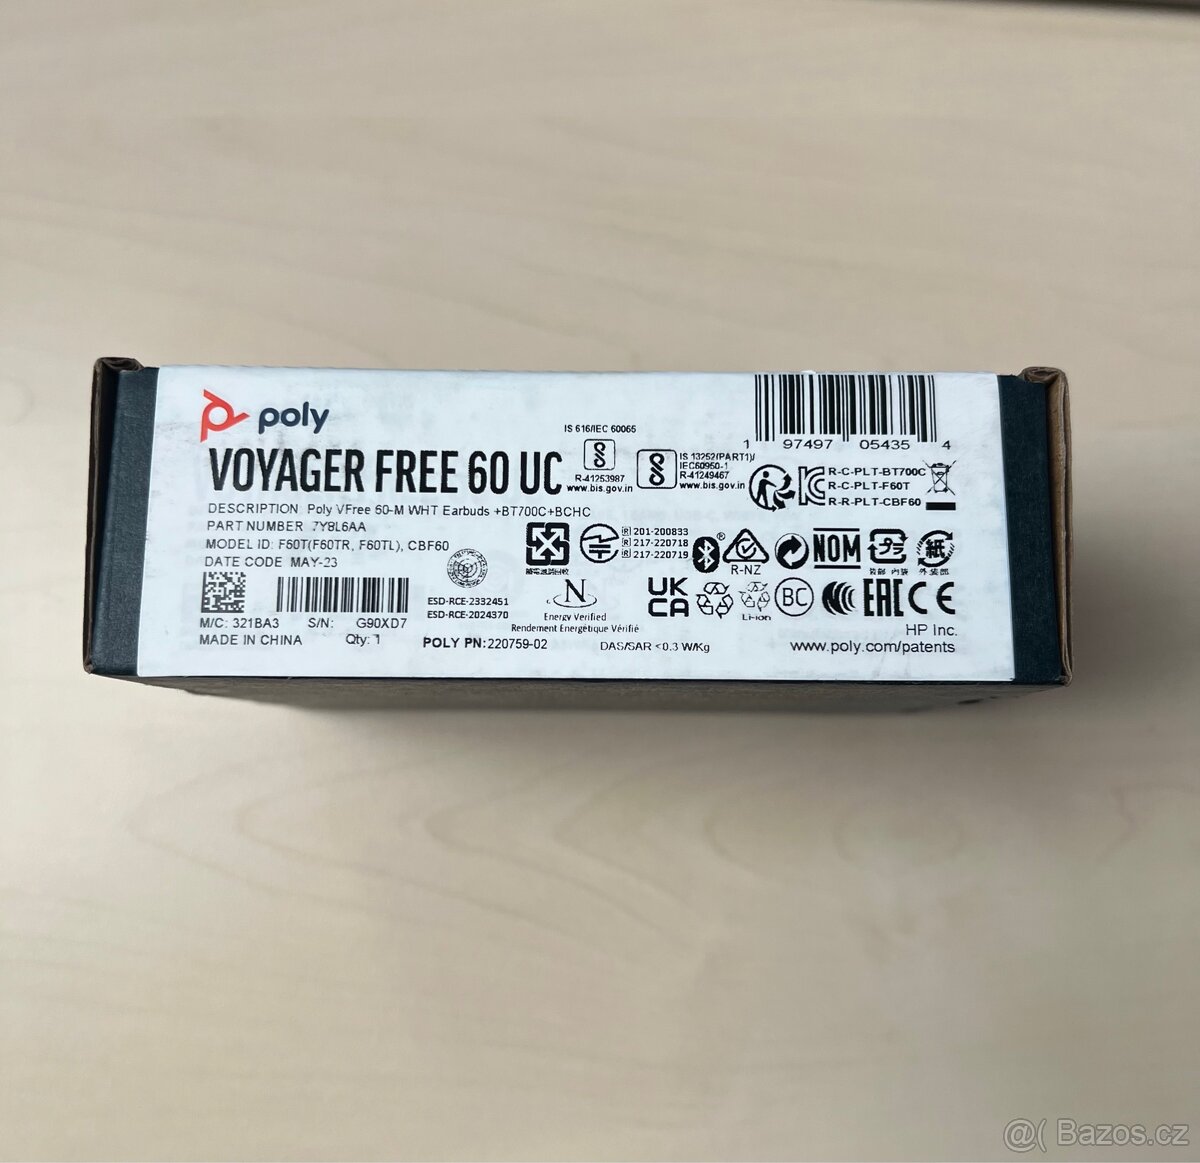 poly
VOYAGER FREE 60 UC
DESCRIPTION Poly VFree 60-M WHT Earbuds +BT700C+BCHC
PART NUMBER 7Y8L6AA
MODEL ID: F60T(F60TR, F60TL), CBF60
DATE CODE MAY-23
M/C: 321BA3 S/N: G90XD7
MADE IN CHINA Qty: 1
IS 616/IEC 60065
R-41253987
www.bis.gov.in
IS 13252(PART1)/
IEC60950-1
R-41249467
www.bis.gov.in
1 97497 05435 4
R-C-PLT-BT700C
R-C-PLT-F60T
R-R-PLT-CBF60
R 201-200833
R 217-220718
R 217-220719
R-NZ
NOM
ESD-RCE-2332451
ESD-RCE-2024370
N
Energy Verified
Rendement Énergétique Vérifié
UK
CA
Li-ion
BC
EAC
CE
POLY PN: 220759-02
DAS/SAR <0.3 W/Kg
HP Inc.
www.poly.com/patents
@( Bazos.cz